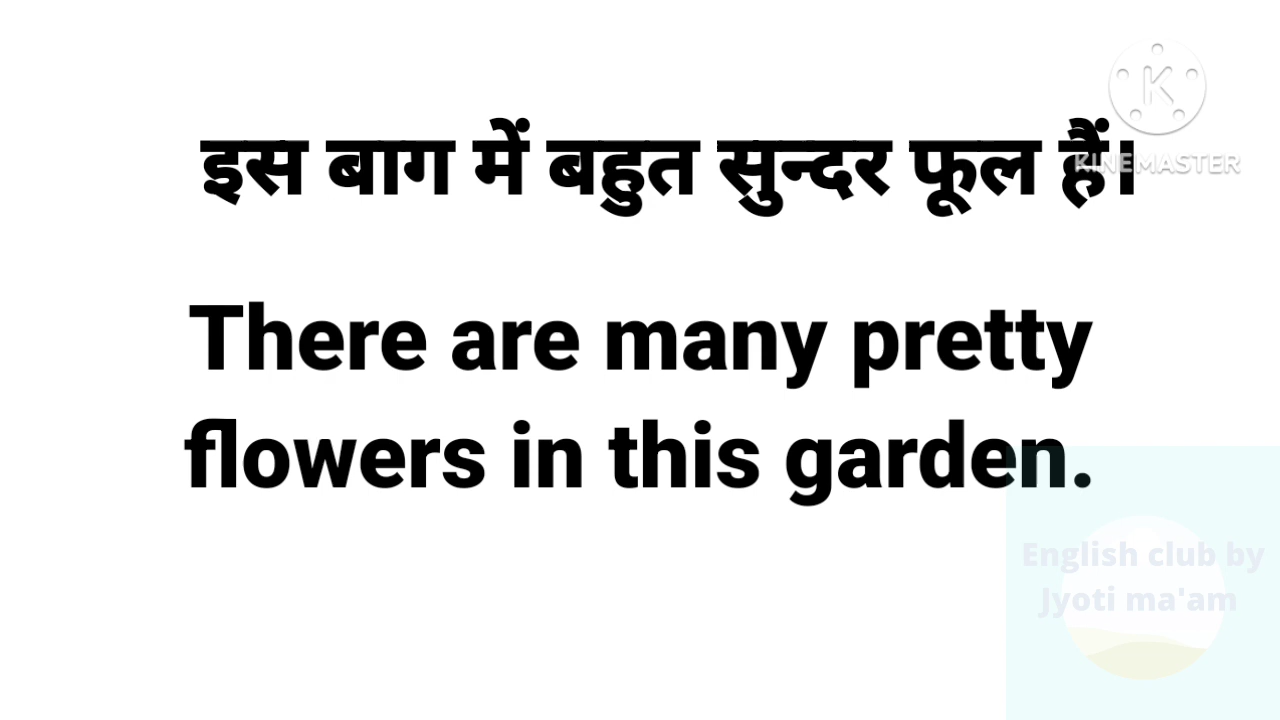 KINEMASTER
इस बाग में बहुत सुन्दर फूल हैं।
There are many pretty
flowers in this garden.
English club by
Jyoti ma'am